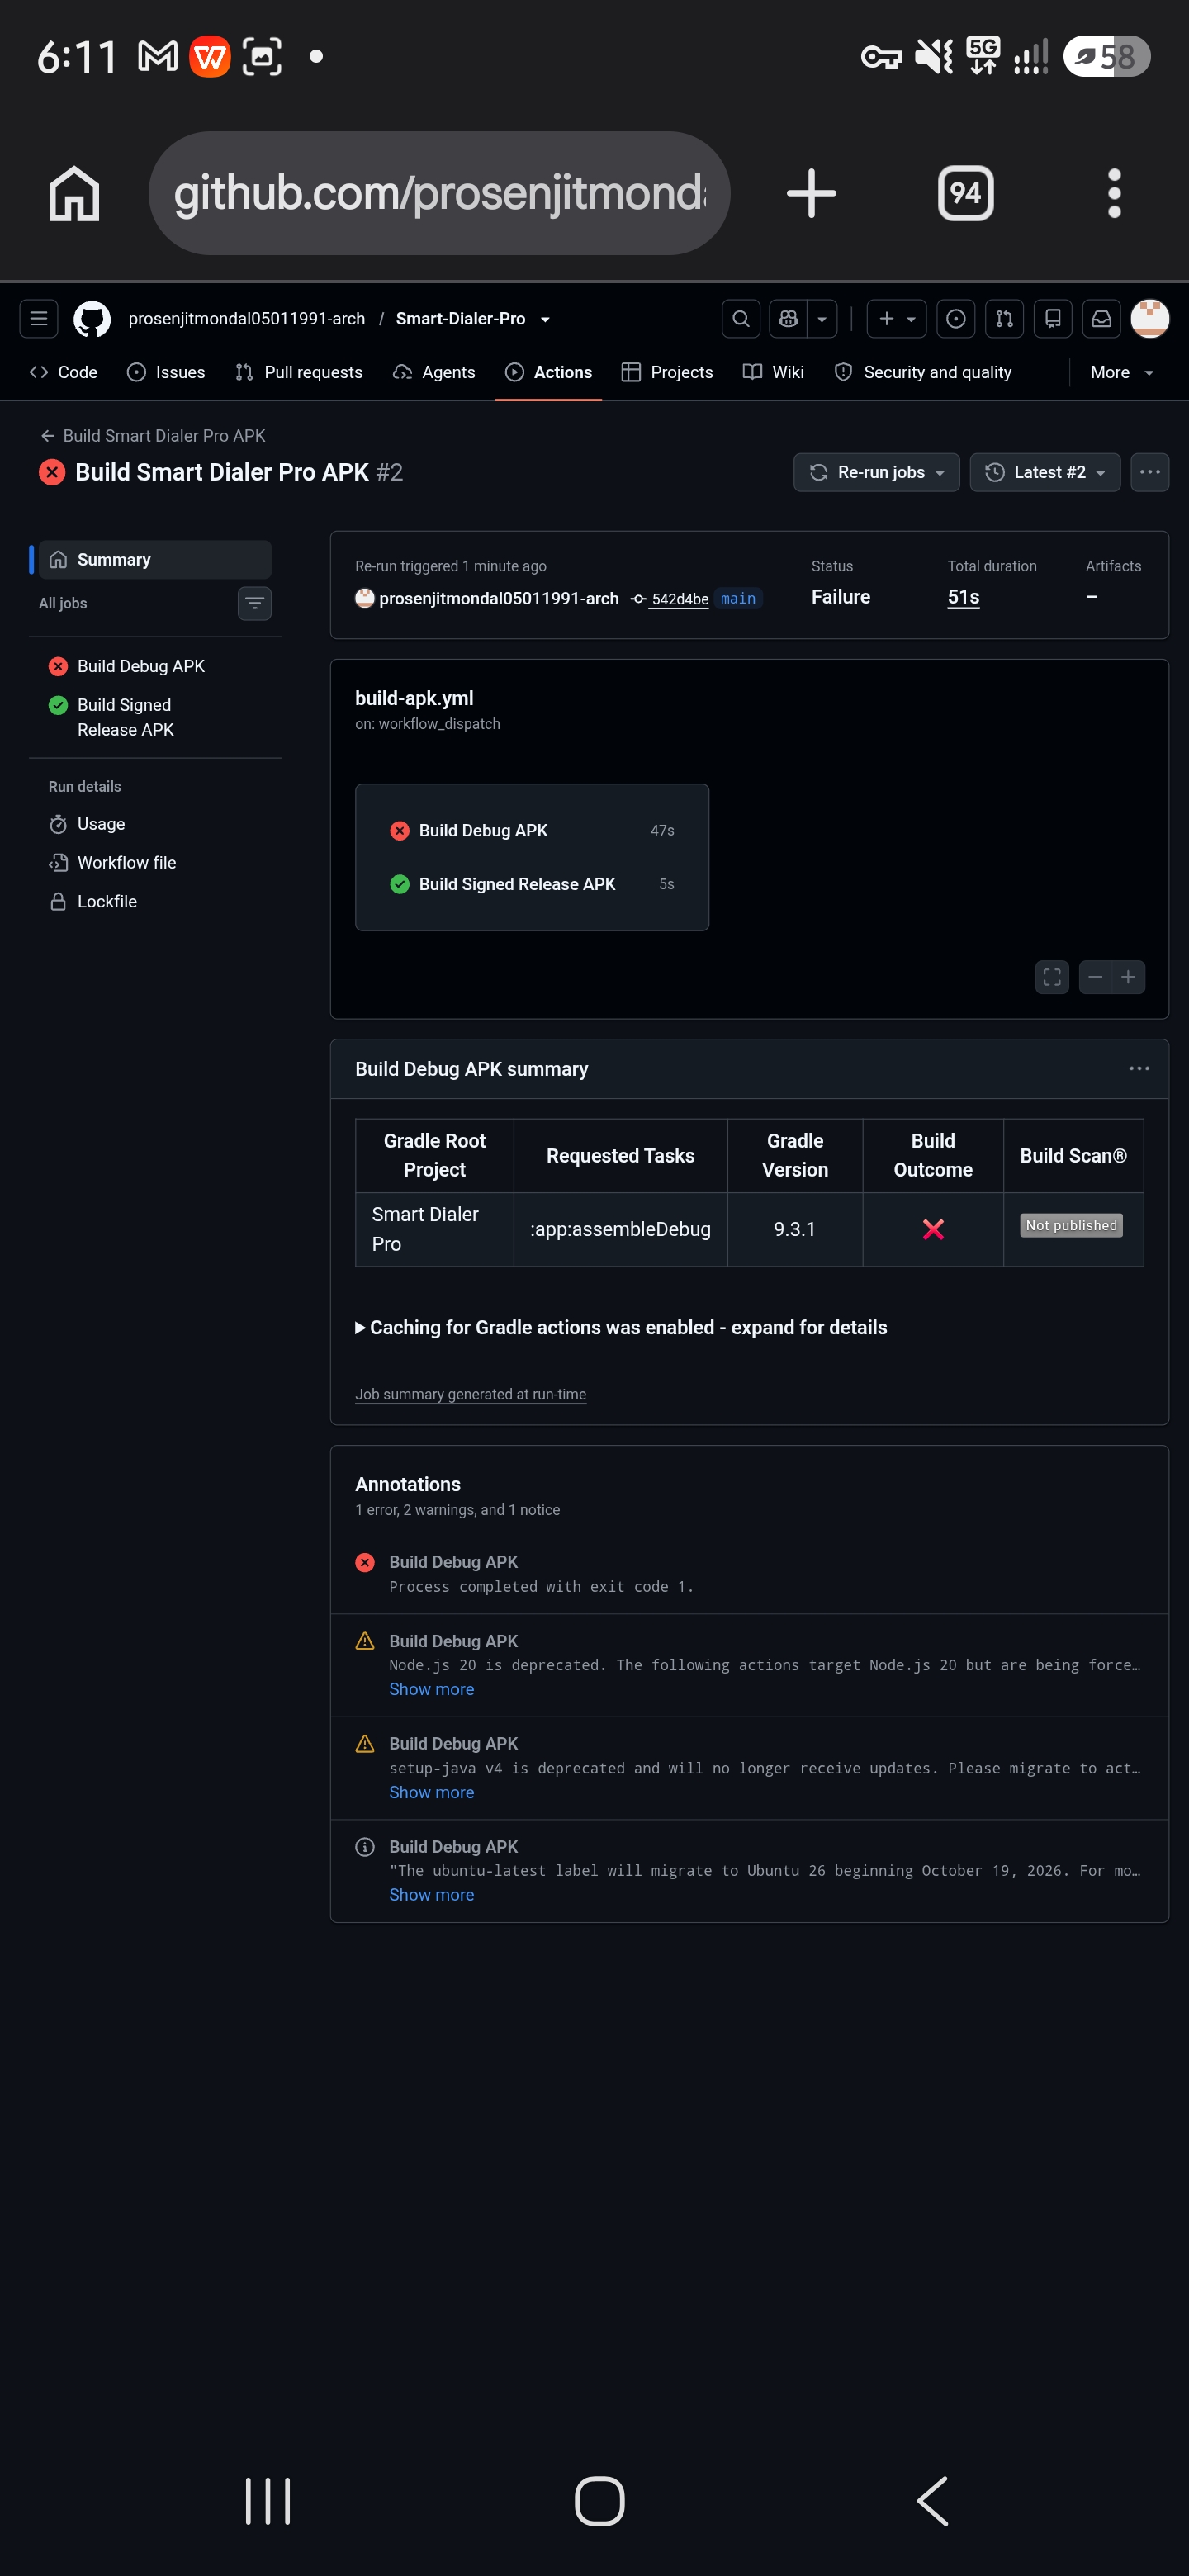 6:11
5G
58
github.com/prosenjitmonda
94
prosenjitmondal05011991-arch / Smart-Dialer-Pro
Code
Issues
Pull requests
Agents
Actions
Projects
Wiki
Security and quality
More
Build Smart Dialer Pro APK
Build Smart Dialer Pro APK #2
Re-run jobs
Latest #2
Summary
All jobs
Build Debug APK
Build Signed
Release APK
Run details
Usage
Workflow file
Lockfile
Re-run triggered 1 minute ago
prosenjitmondal05011991-arch 542d4be main
Status
Failure
Total duration
51s
Artifacts
–
build-apk.yml
on: workflow_dispatch
Build Debug APK 47s
Build Signed Release APK 5s
Build Debug APK summary
Gradle Root
Project
Requested Tasks
Gradle
Version
Build
Outcome
Build Scan®
Smart Dialer
Pro
:app:assembleDebug
9.3.1
Not published
Caching for Gradle actions was enabled - expand for details
Job summary generated at run-time
Annotations
1 error, 2 warnings, and 1 notice
Build Debug APK
Process completed with exit code 1.
Build Debug APK
Node.js 20 is deprecated. The following actions target Node.js 20 but are being force…
Show more
Build Debug APK
setup-java v4 is deprecated and will no longer receive updates. Please migrate to act…
Show more
Build Debug APK
"The ubuntu-latest label will migrate to Ubuntu 26 beginning October 19, 2026. For mo…
Show more